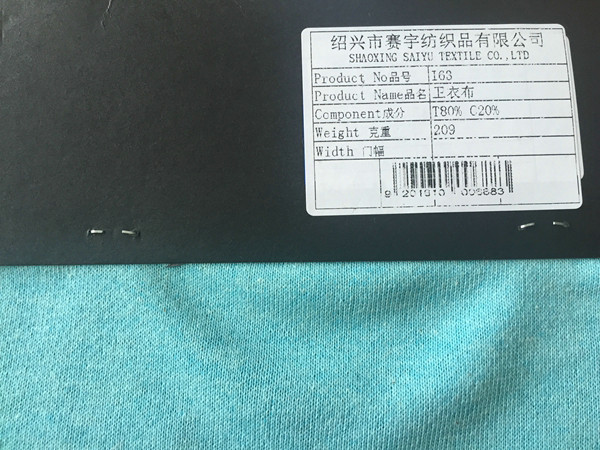 绍兴市赛宇纺织品有限公司
SHAOXING SAIYU TEXTILE CO.,LTD
Product No品号 163
Product Name品名 卫衣布
Component成分 T80% C20%
Weight 克重 209
Width 门幅